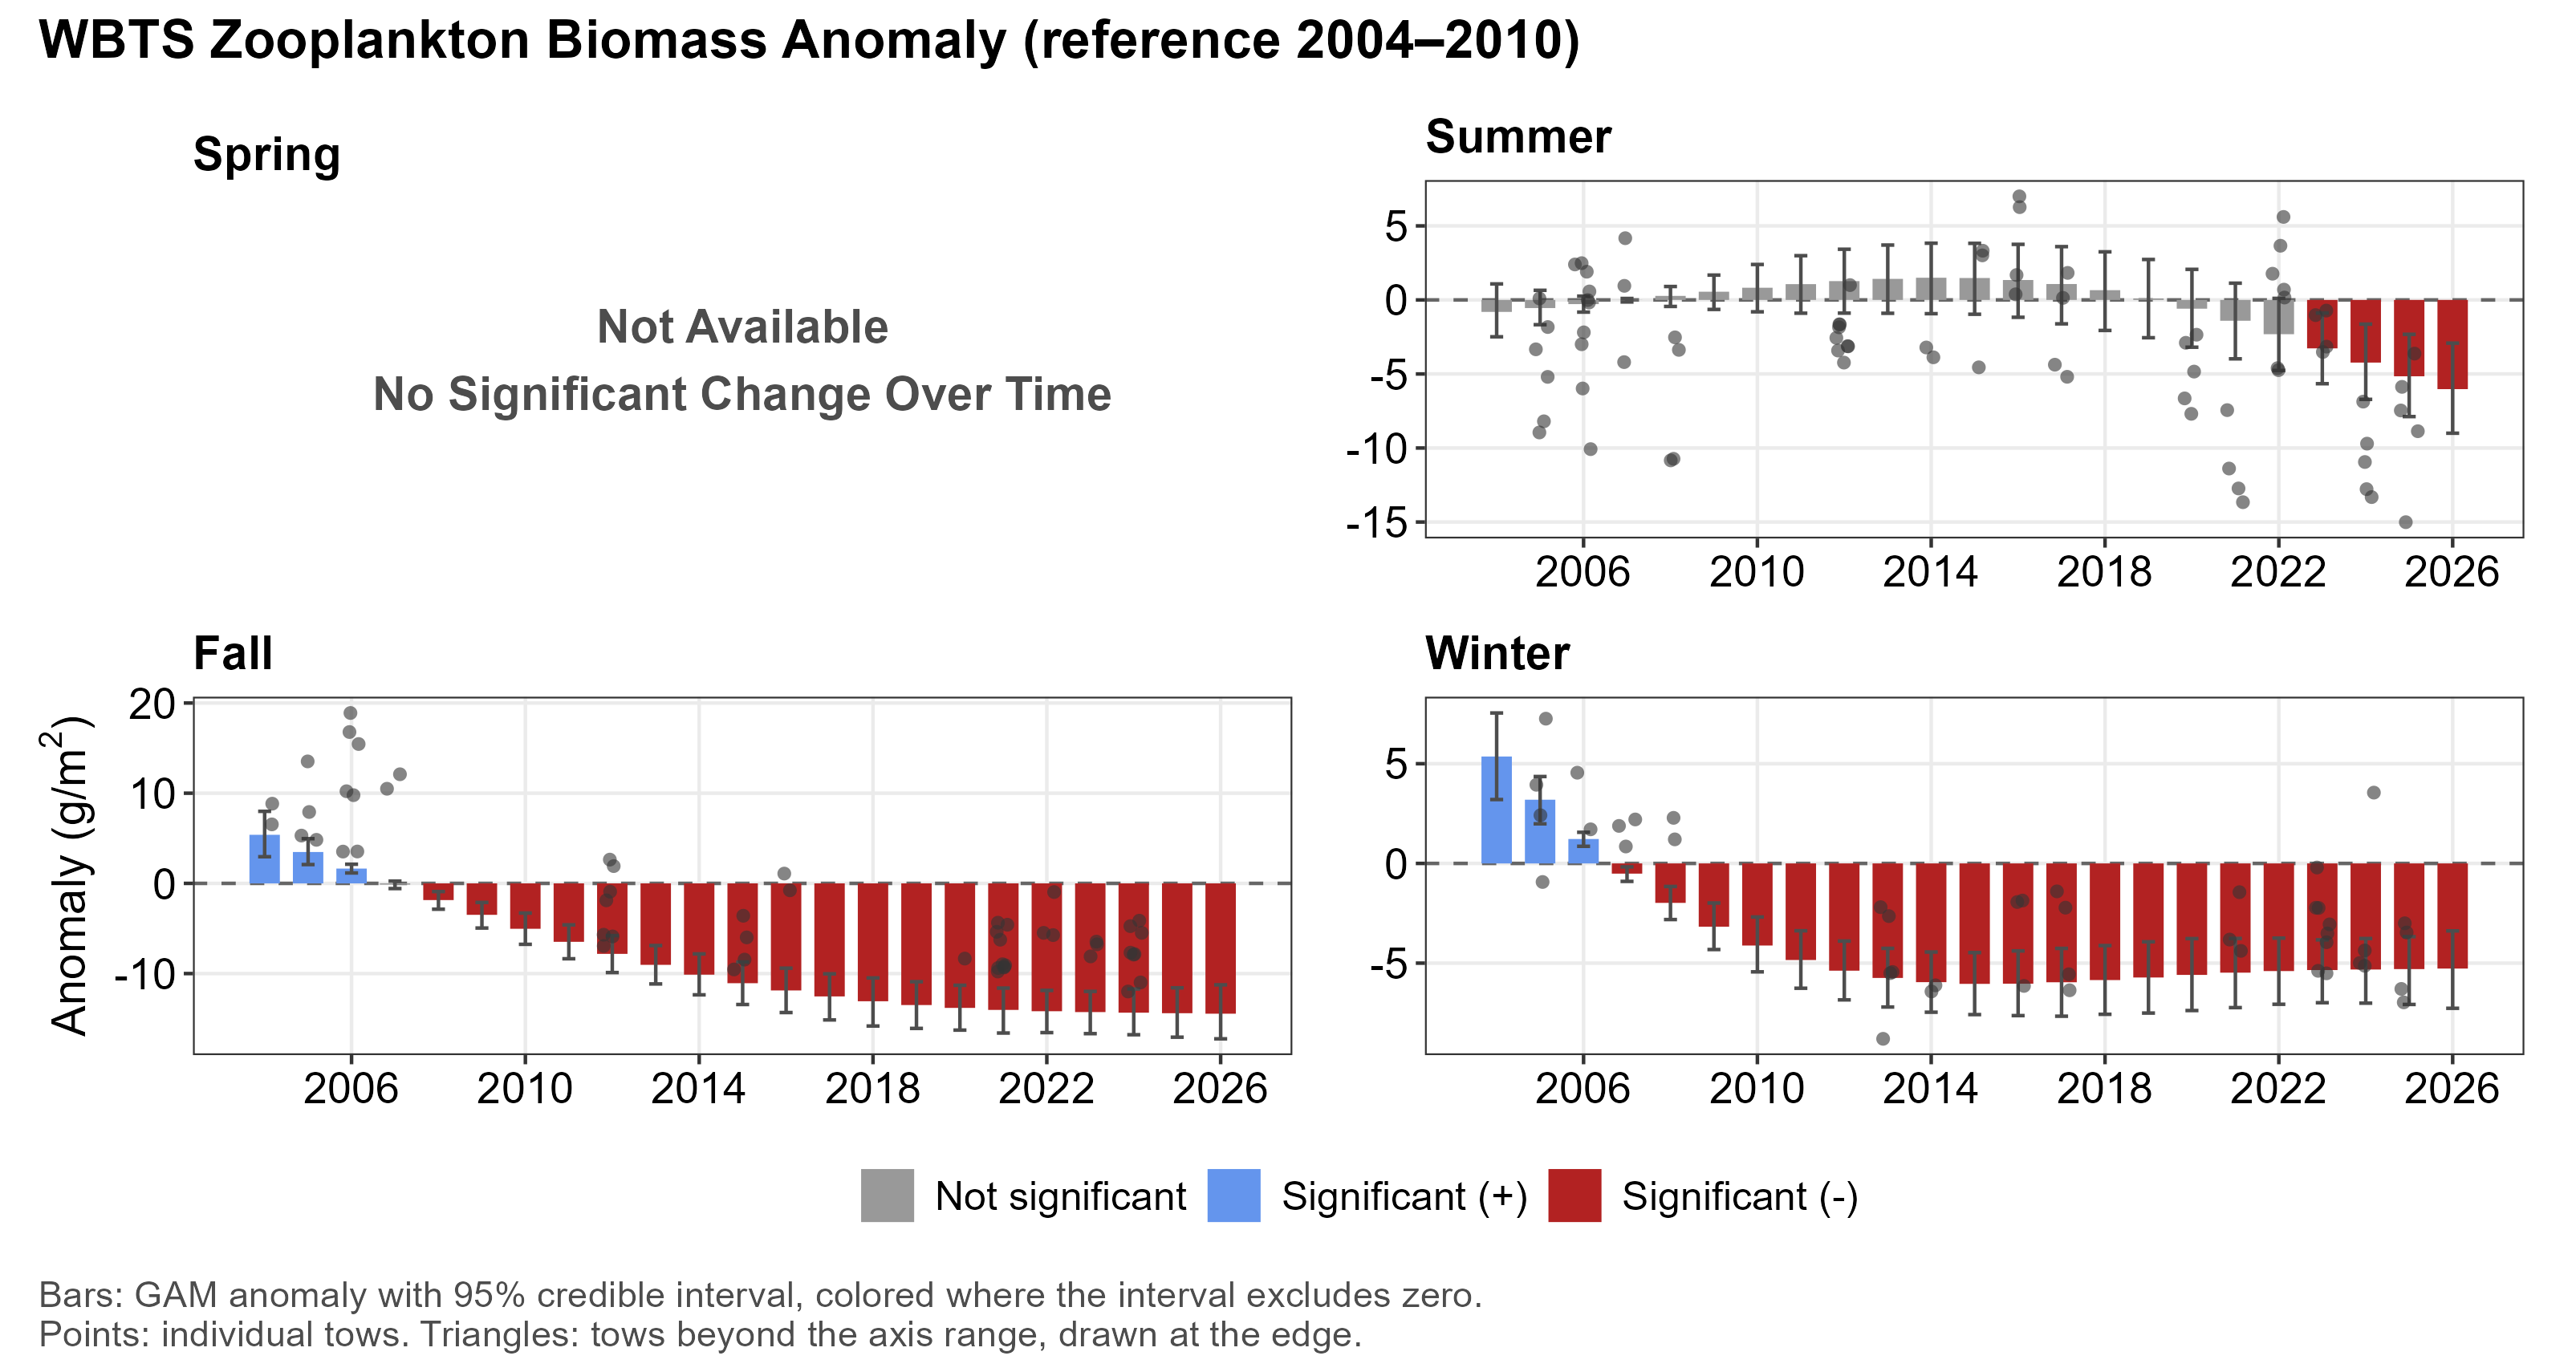 WBTS Zooplankton Biomass Anomaly (reference 2004–2010)
Spring
Not Available
No Significant Change Over Time
Summer
5
0
-5
-10
-15
2006 2010 2014 2018 2022 2026
Fall
Anomaly (g/m²)
20
10
0
-10
2006 2010 2014 2018 2022 2026
Winter
5
0
-5
2006 2010 2014 2018 2022 2026
Not significant Significant (+) Significant (-)
Bars: GAM anomaly with 95% credible interval, colored where the interval excludes zero.
Points: individual tows. Triangles: tows beyond the axis range, drawn at the edge.